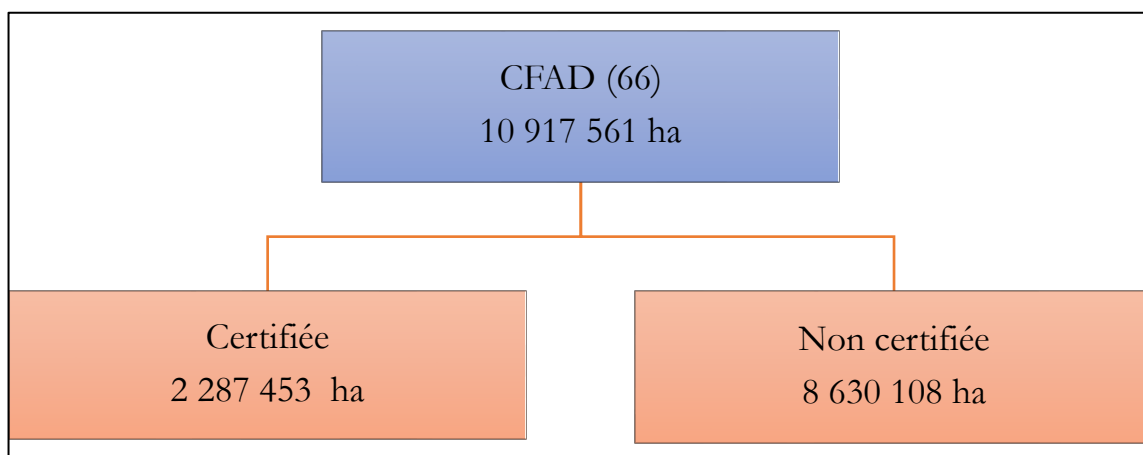 CFAD (66)
10 917 561 ha
Certifiée
2 287 453 ha
Non certifiée
8 630 108 ha